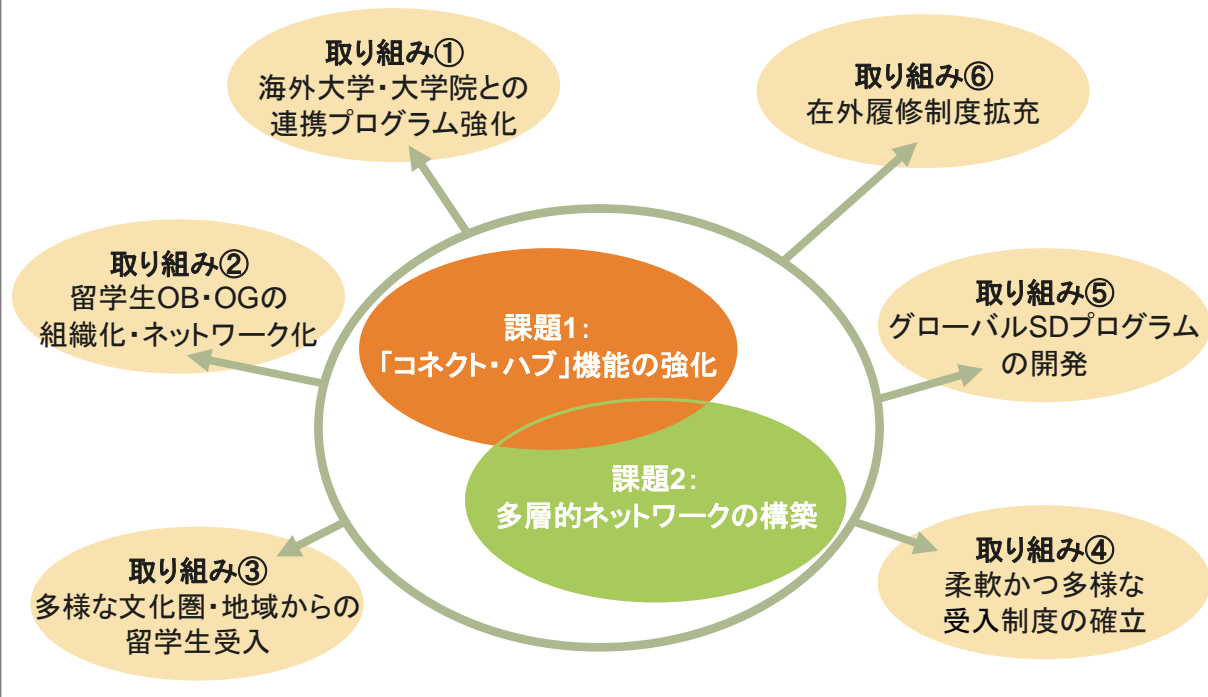 取り組み①
海外大学・大学院との
連携プログラム強化
取り組み⑥
在外履修制度拡充
取り組み②
留学生OB・OGの
組織化・ネットワーク化
取り組み⑤
グローバルSDプログラム
の開発
課題1：
「コネクト・ハブ」機能の強化
課題2：
多層的ネットワークの構築
取り組み③
多様な文化圏・地域からの
留学生受入
取り組み④
柔軟かつ多様な
受入制度の確立